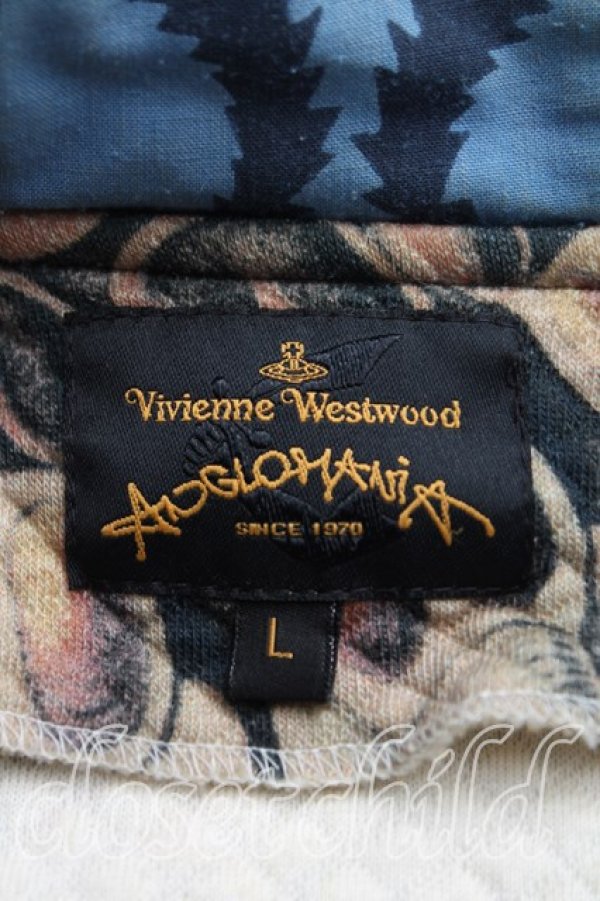 Vivienne Westwood
ANGLOMANIA
SINCE 1970
L
closetchild